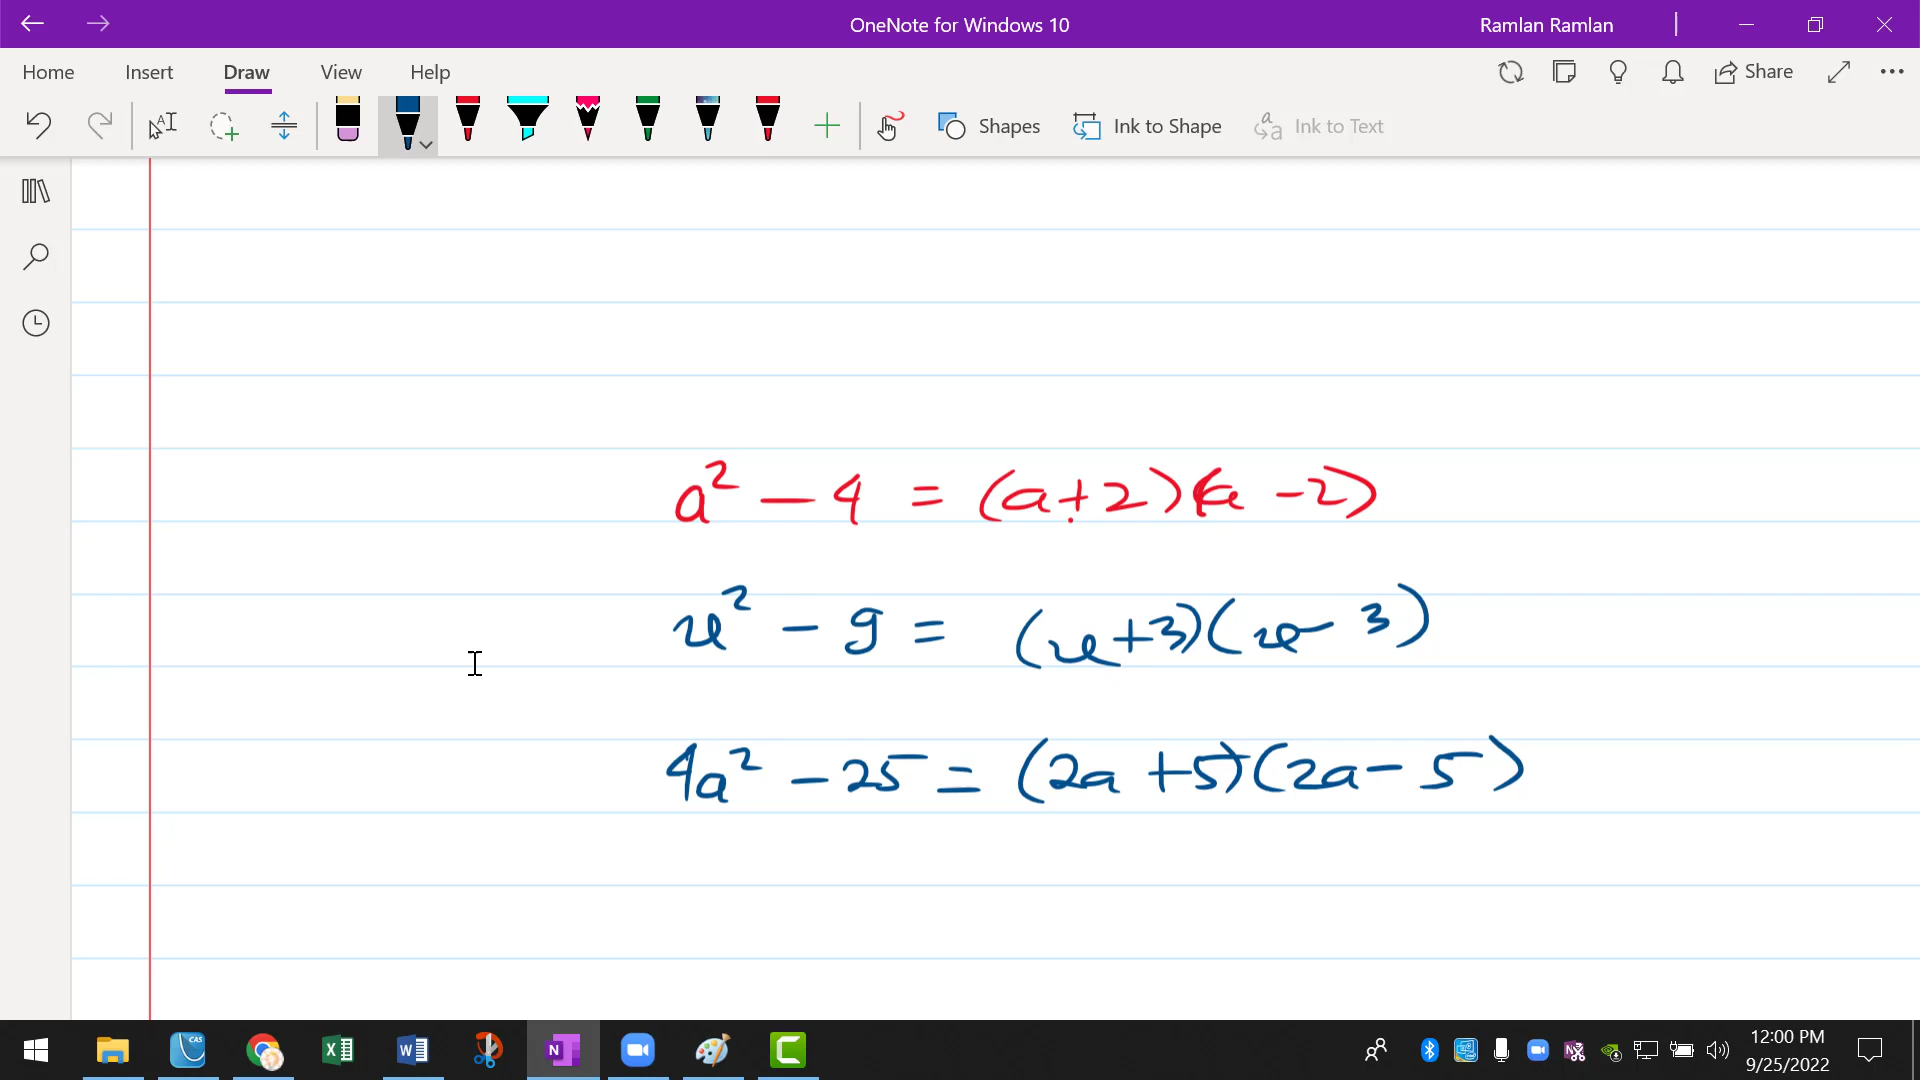 OneNote for Windows 10
Ramlan Ramlan
Home Insert Draw View Help
Share
Shapes Ink to Shape Ink to Text
a² - 4 = (a+2)(a -2)
x² - 9 = (x+3)(x- 3)
4a² - 25 = (2a +5)(2a- 5)
12:00 PM
9/25/2022